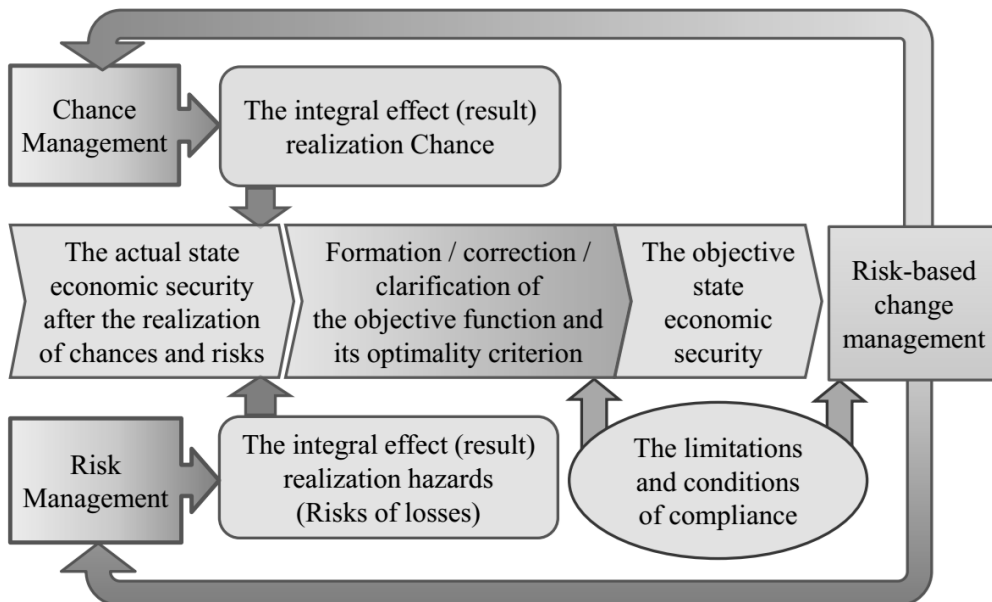 Chance
Management
The integral effect (result)
realization Chance
The actual state
economic security
after the realization
of chances and risks
Formation / correction /
clarification of
the objective function and
its optimality criterion
The objective
state
economic
security
Risk-based
change
management
Risk
Management
The integral effect (result)
realization hazards
(Risks of losses)
The limitations
and conditions
of compliance